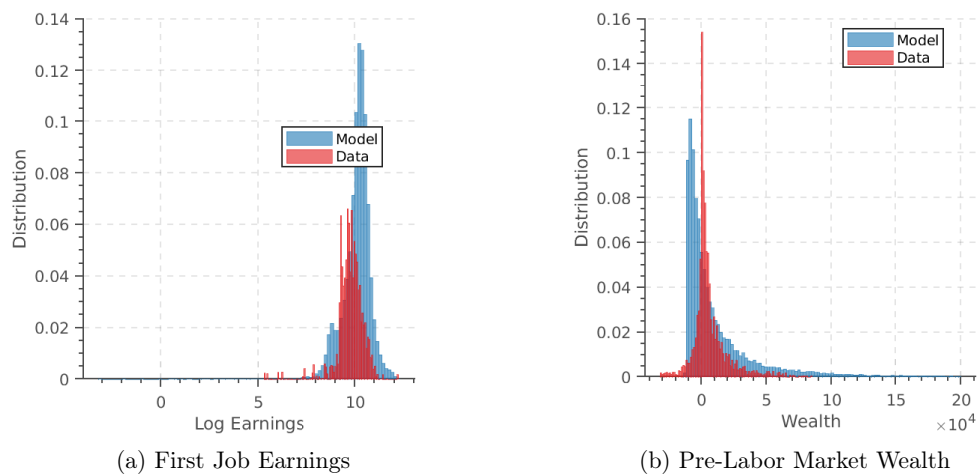 0.14
0.12
0.1
0.08
0.06
0.04
0.02
0
Distribution
Model
Data
0
5
10
Log Earnings
(a) First Job Earnings
0.16
0.14
0.12
0.1
0.08
0.06
0.04
0.02
0
Distribution
Model
Data
0
5
10
15
20
×10⁴
Wealth
(b) Pre-Labor Market Wealth